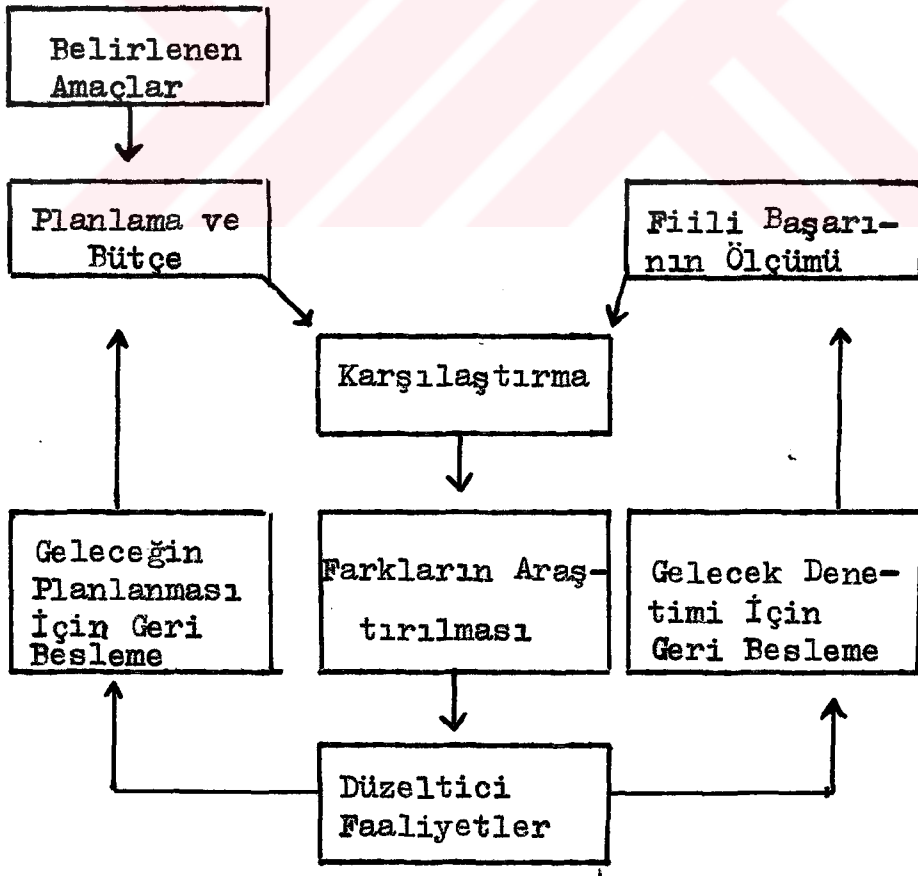 Belirlenen
Amaçlar
Planlama ve
Bütçe
Fiili Başarı-
nın Ölçümü
Karşılaştırma
Geleceğin
Planlanması
İçin Geri
Besleme
Farkların Araş-
tırılması
Gelecek Dene-
timi İçin
Geri Besleme
Düzeltici
Faaliyetler